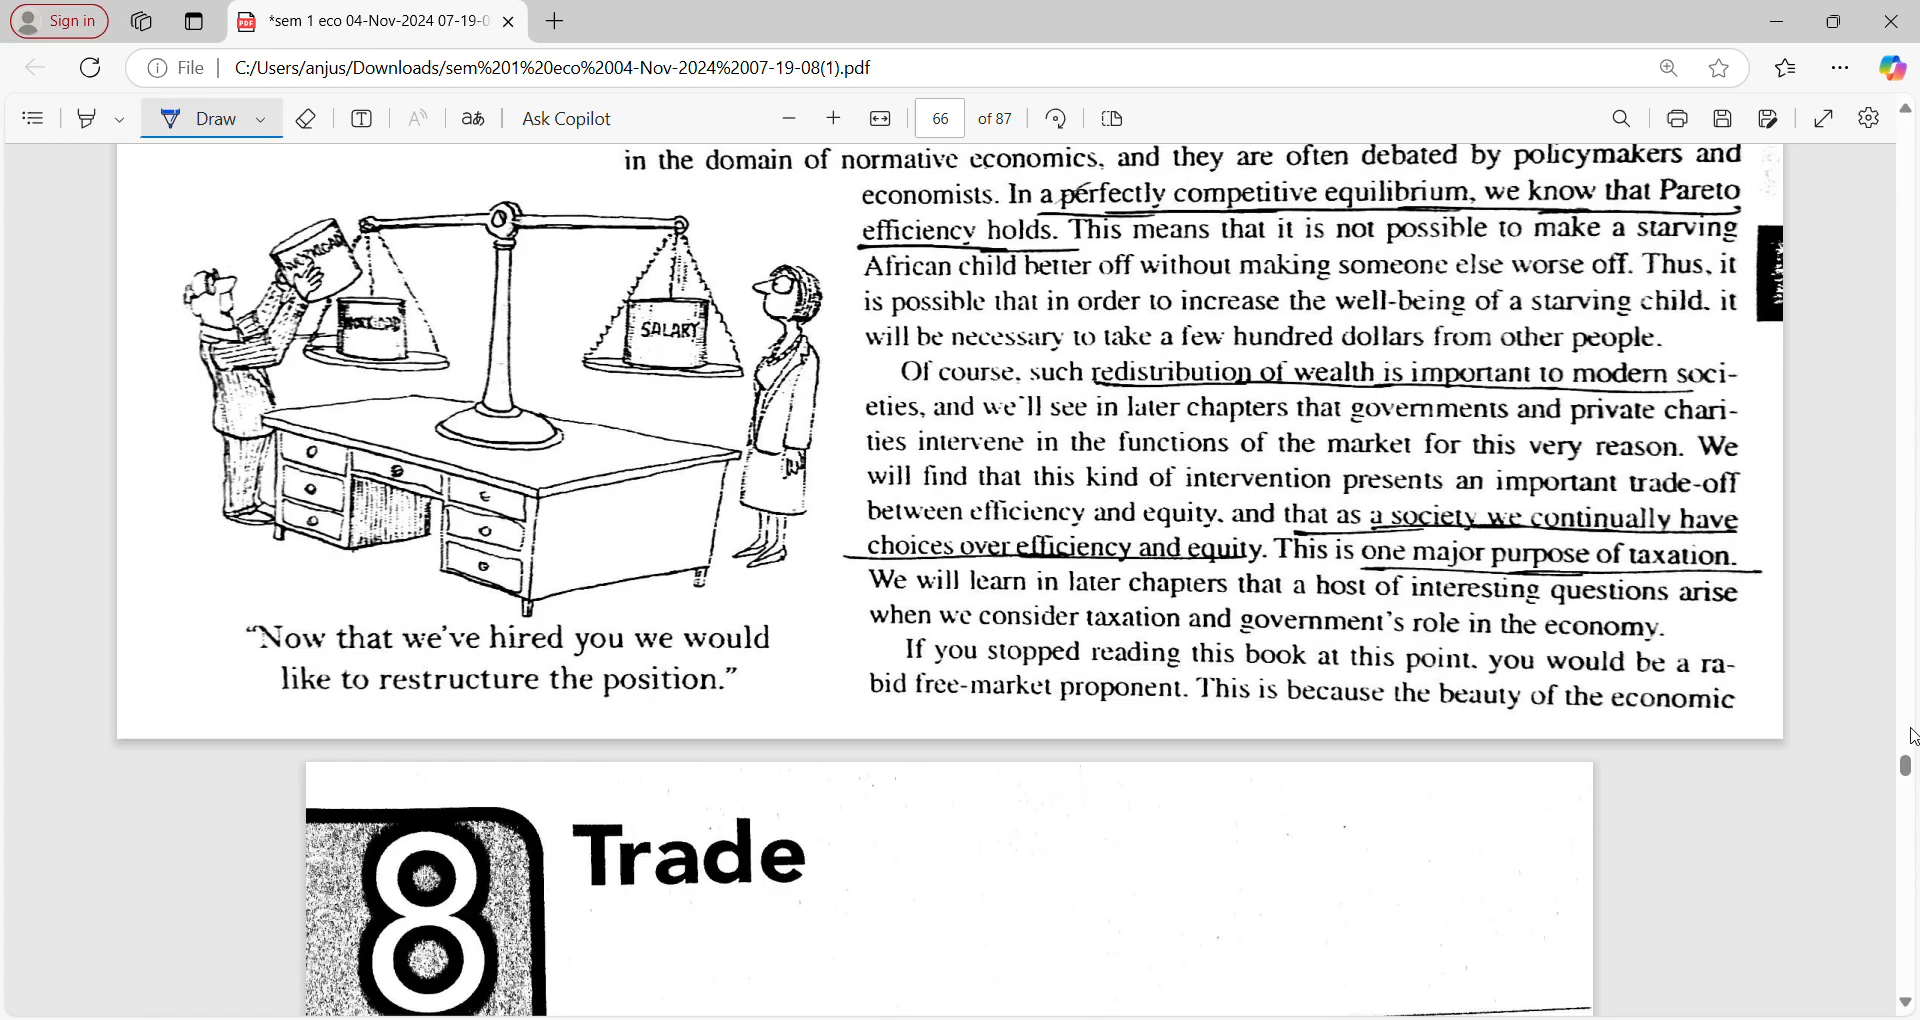 Sign in
*sem 1 eco 04-Nov-2024 07-19-0
File
C:/Users/anjus/Downloads/sem%201%20eco%2004-Nov-2024%2007-19-08(1).pdf
Draw
Ask Copilot
66 of 87
in the domain of normative economics, and they are often debated by policymakers and
economists. In a perfectly competitive equilibrium, we know that Pareto
efficiency holds. This means that it is not possible to make a starving
African child better off without making someone else worse off. Thus, it
is possible that in order to increase the well-being of a starving child, it
will be necessary to take a few hundred dollars from other people.
Of course, such redistribution of wealth is important to modern soci-
eties, and we'll see in later chapters that governments and private chari-
ties intervene in the functions of the market for this very reason. We
will find that this kind of intervention presents an important trade-off
between efficiency and equity, and that as a society we continually have
choices over efficiency and equity. This is one major purpose of taxation.
We will learn in later chapters that a host of interesting questions arise
when we consider taxation and government's role in the economy.
If you stopped reading this book at this point, you would be a ra-
bid free-market proponent. This is because the beauty of the economic
WORKLOAD
WORKLOAD
SALARY
"Now that we've hired you we would
like to restructure the position."
8
Trade